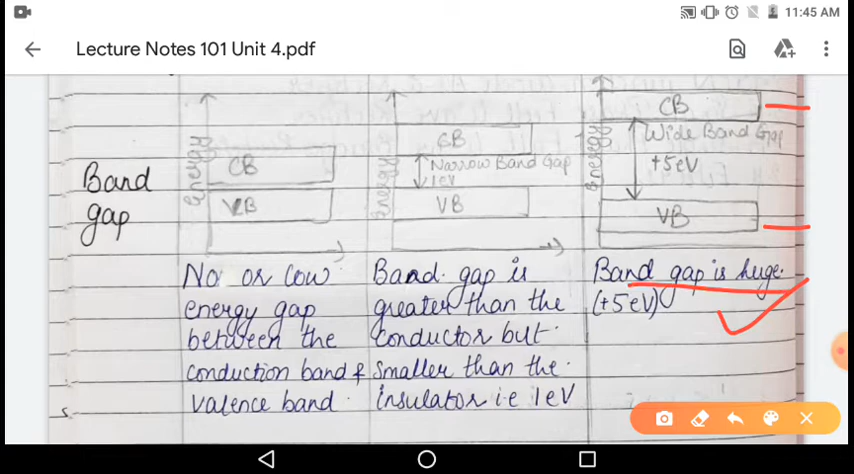 11:45 AM
Lecture Notes 101 Unit 4.pdf
Band
gap
Energy
CB
VB
Energy
CB
Narrow Band Gap
1eV
VB
Energy
CB
Wide Band Gap
+5eV
VB
No or low
energy gap
between the
conduction band &
valence band.
Band gap is
greater than the
conductor but
smaller than the
insulator i.e 1eV
Band gap is huge.
(+5eV)